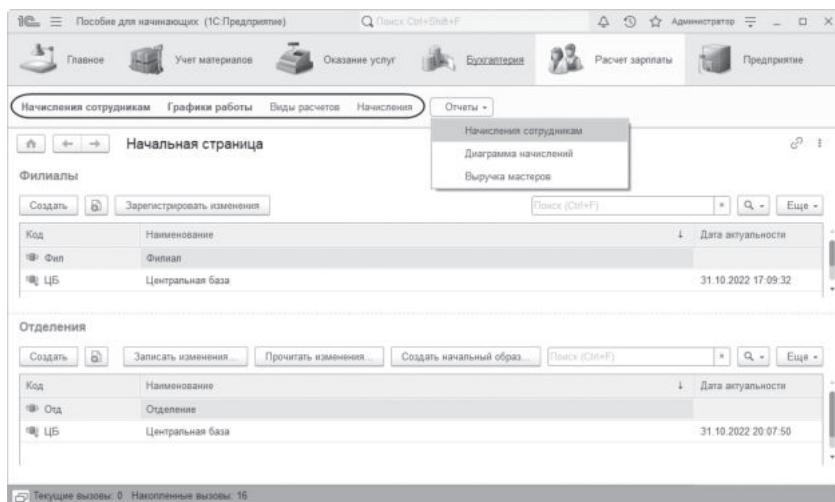 1С Пособие для начинающих (1С:Предприятие) Поиск Ctrl+Shift+F Администратор
Главное Учет материалов Оказание услуг Бухгалтерия Расчет зарплаты Предприятие
Начисления сотрудникам Графики работы Виды расчетов Начисления Отчеты
Начисления сотрудникам
Диаграмма начислений
Выручка мастеров
Начальная страница
Филиалы
Создать Зарегистрировать изменения Поиск (Ctrl+F) Еще
Код Наименование Дата актуальности
Фил Филиал
ЦБ Центральная база 31.10.2022 17:09:32
Отделения
Создать Записать изменения... Прочитать изменения... Создать начальный образ... Поиск (Ctrl+F) Еще
Код Наименование Дата актуальности
Отд Отделение
ЦБ Центральная база 31.10.2022 20:07:50
Текущие вызовы: 0 Накопленные вызовы: 16